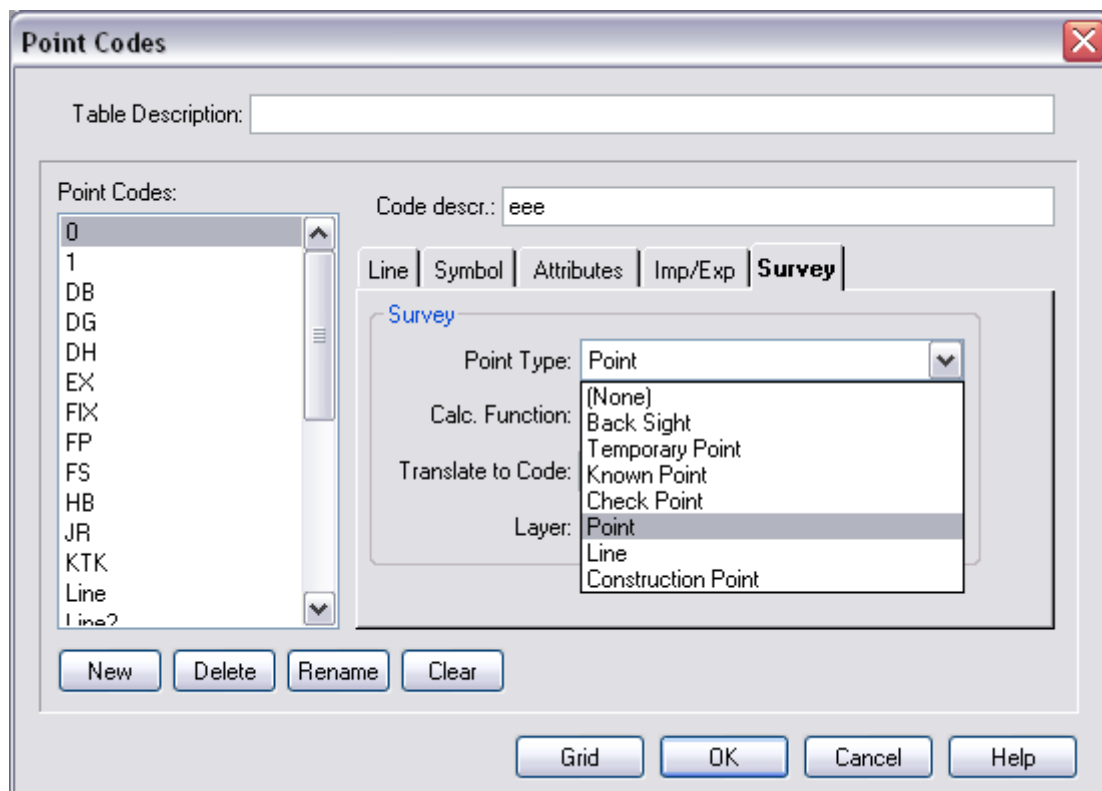 Point Codes
Table Description:
Point Codes:
0
1
DB
DG
DH
EX
FIX
FP
FS
HB
JR
KTK
Line
Line2
Code descr.: eee
Line Symbol Attributes Imp/Exp Survey
Survey
Point Type: Point
(None)
Back Sight
Temporary Point
Known Point
Check Point
Point
Line
Construction Point
Calc. Function:
Translate to Code:
Layer:
New Delete Rename Clear
Grid OK Cancel Help